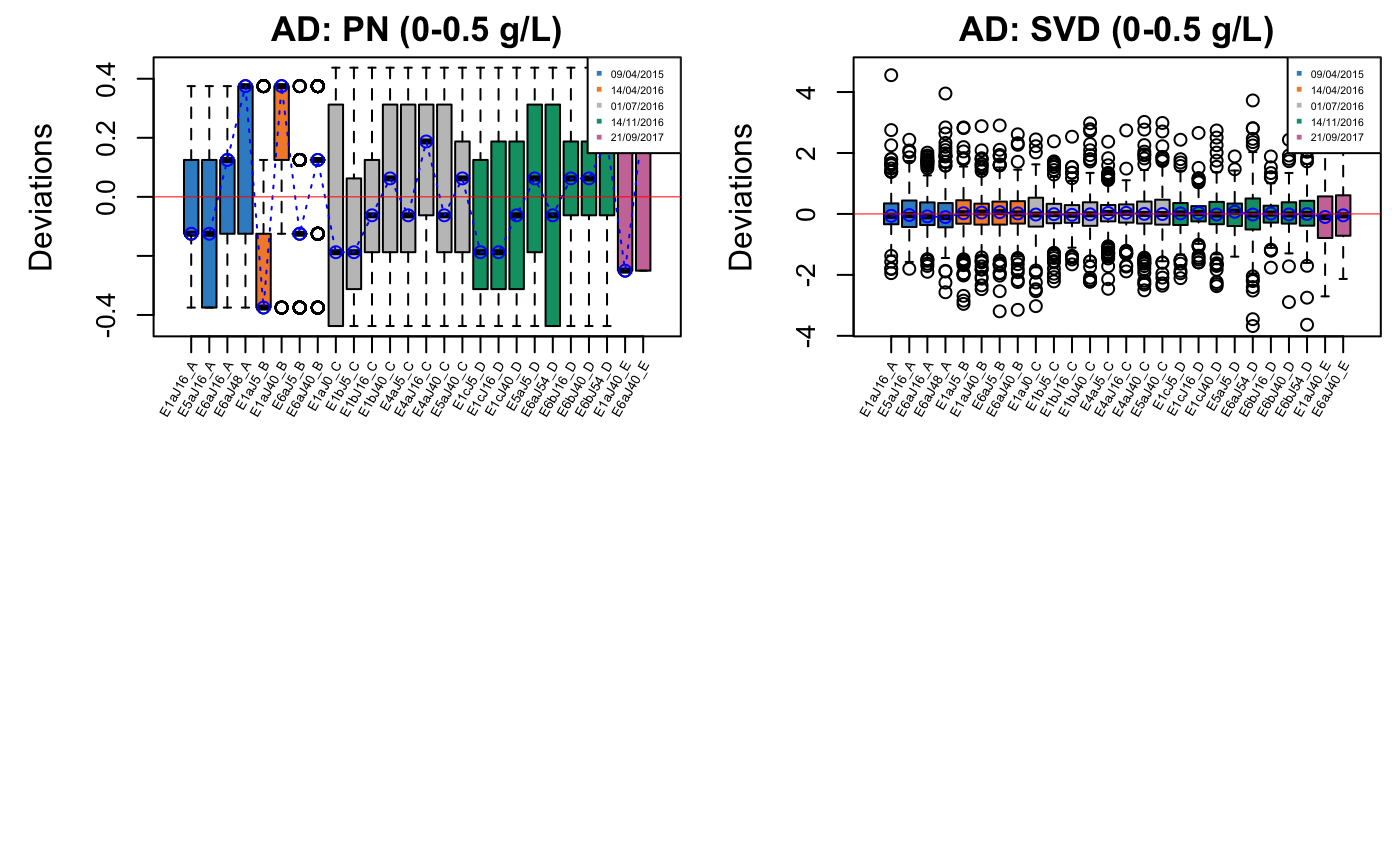 AD: PN (0-0.5 g/L)
Deviations
0.4
0.2
0.0
-0.4
09/04/2015
14/04/2016
01/07/2016
14/11/2016
21/09/2017
E1aJ16_A
E5aJ16_A
E6aJ16_A
E6aJ48_A
E1aJ5_B
E1aJ40_B
E6aJ5_B
E6aJ40_B
E1aJ0_C
E1bJ5_C
E1bJ16_C
E1bJ40_C
E4aJ5_C
E4aJ16_C
E4aJ40_C
E5aJ40_C
E1cJ5_D
E1cJ16_D
E1cJ40_D
E5aJ5_D
E6aJ54_D
E6bJ16_D
E6bJ40_D
E6bJ54_D
E1aJ40_E
E6aJ40_E
AD: SVD (0-0.5 g/L)
Deviations
4
2
0
-2
-4
09/04/2015
14/04/2016
01/07/2016
14/11/2016
21/09/2017
E1aJ16_A
E5aJ16_A
E6aJ16_A
E6aJ48_A
E1aJ5_B
E1aJ40_B
E6aJ5_B
E6aJ40_B
E1aJ0_C
E1bJ5_C
E1bJ16_C
E1bJ40_C
E4aJ5_C
E4aJ16_C
E4aJ40_C
E5aJ40_C
E1cJ5_D
E1cJ16_D
E1cJ40_D
E5aJ5_D
E6aJ54_D
E6bJ16_D
E6bJ40_D
E6bJ54_D
E1aJ40_E
E6aJ40_E